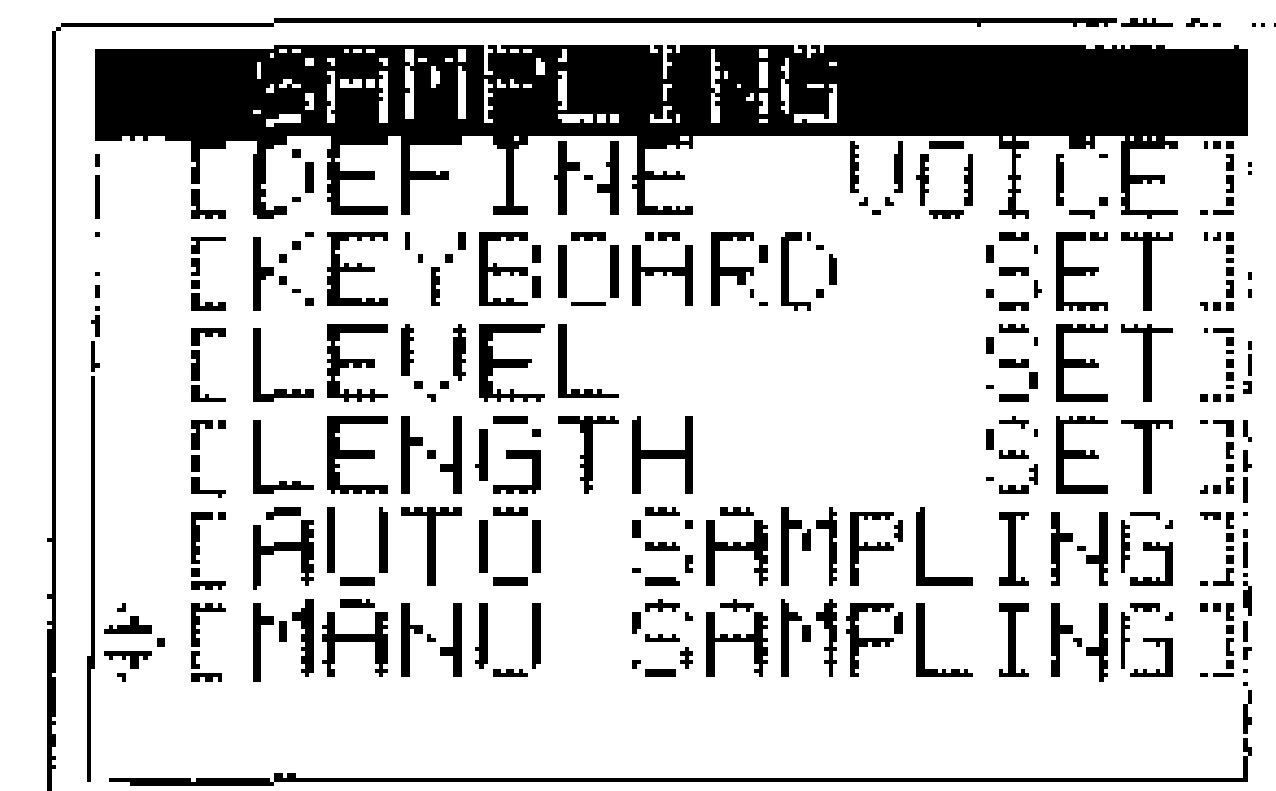 SAMPLING
[DEFINE VOICE]
[KEYBOARD SET]
[LEVEL SET]
[LENGTH SET]
[AUTO SAMPLING]
[MANU SAMPLING]